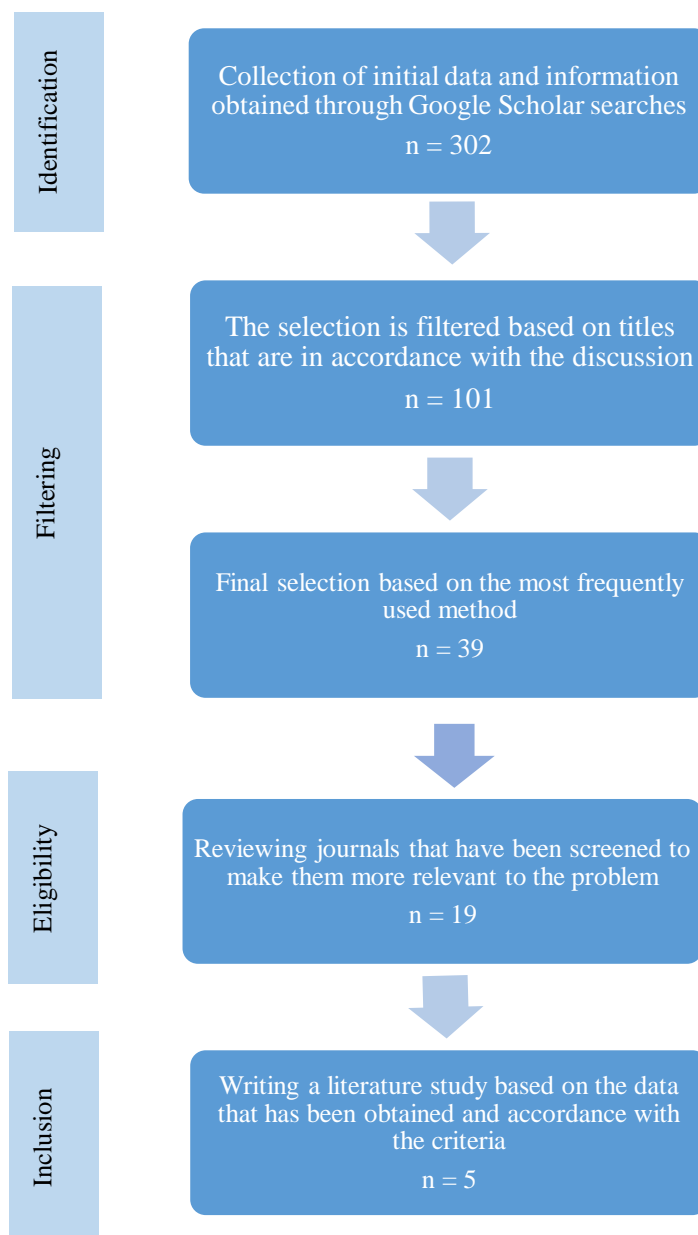 Identification
Collection of initial data and information
obtained through Google Scholar searches
n = 302
Filtering
The selection is filtered based on titles
that are in accordance with the discussion
n = 101
Final selection based on the most frequently
used method
n = 39
Eligibility
Reviewing journals that have been screened to
make them more relevant to the problem
n = 19
Inclusion
Writing a literature study based on the data
that has been obtained and accordance with
the criteria
n = 5